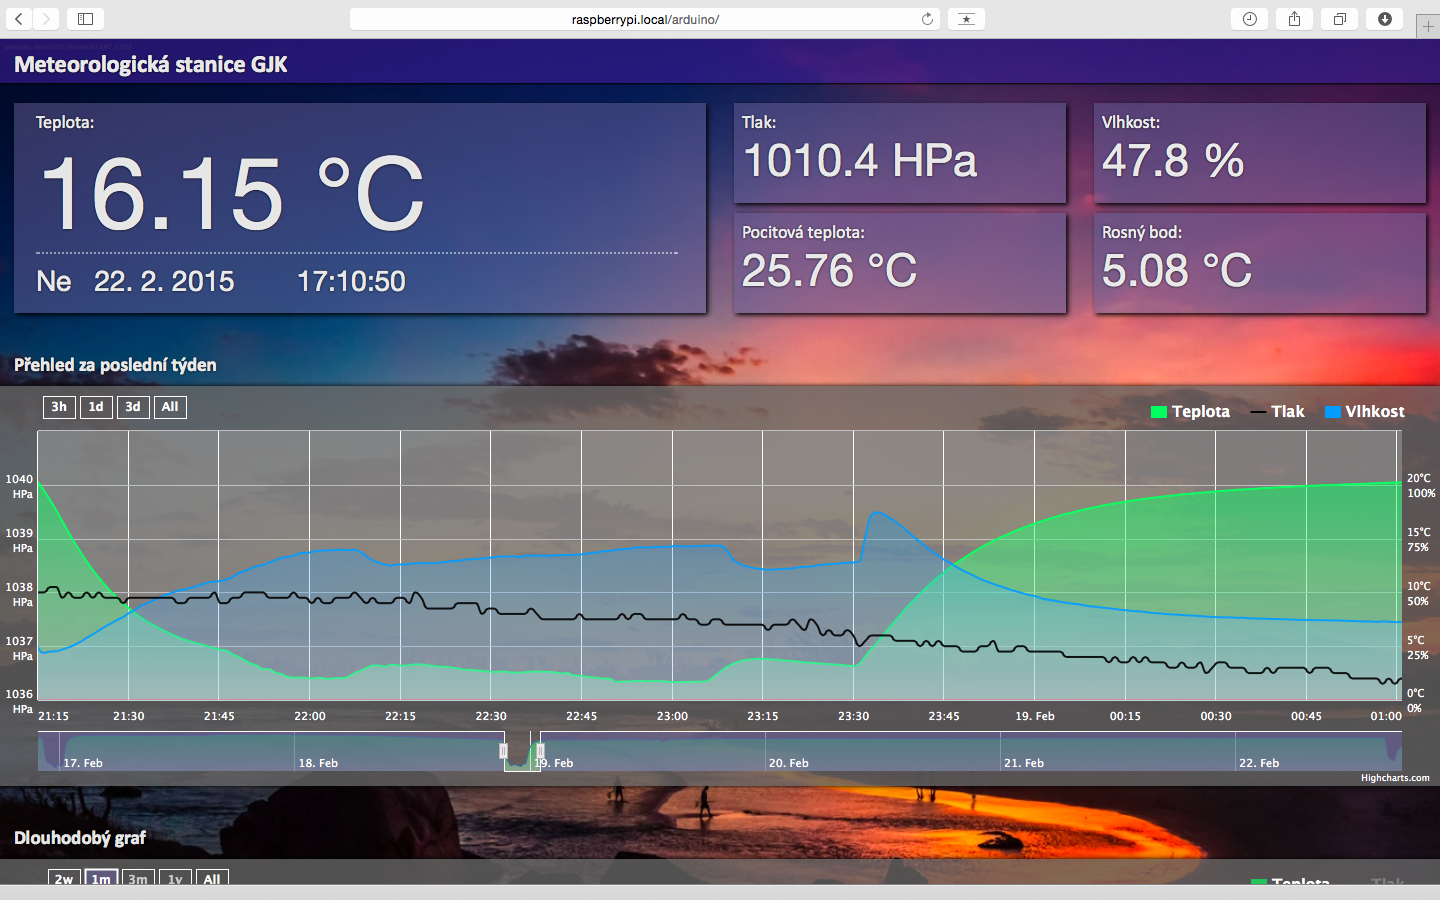 raspberrypi.local/arduino/
Meteorologická stanice GJK
Teplota:
16.15 °C
Ne 22. 2. 2015 17:10:50
Tlak:
1010.4 HPa
Vlhkost:
47.8 %
Pocitová teplota:
25.76 °C
Rosný bod:
5.08 °C
Přehled za poslední týden
3h 1d 3d All
Teplota Tlak Vlhkost
1040 HPa
1039 HPa
1038 HPa
1037 HPa
1036 HPa
20°C 100%
15°C 75%
10°C 50%
5°C 25%
0°C 0%
21:15 21:30 21:45 22:00 22:15 22:30 22:45 23:00 23:15 23:30 23:45 19. Feb 00:15 00:30 00:45 01:00
17. Feb 18. Feb 19. Feb 20. Feb 21. Feb 22. Feb
Highcharts.com
Dlouhodobý graf
2w 1m 3m 1y All
Teplota Tlak